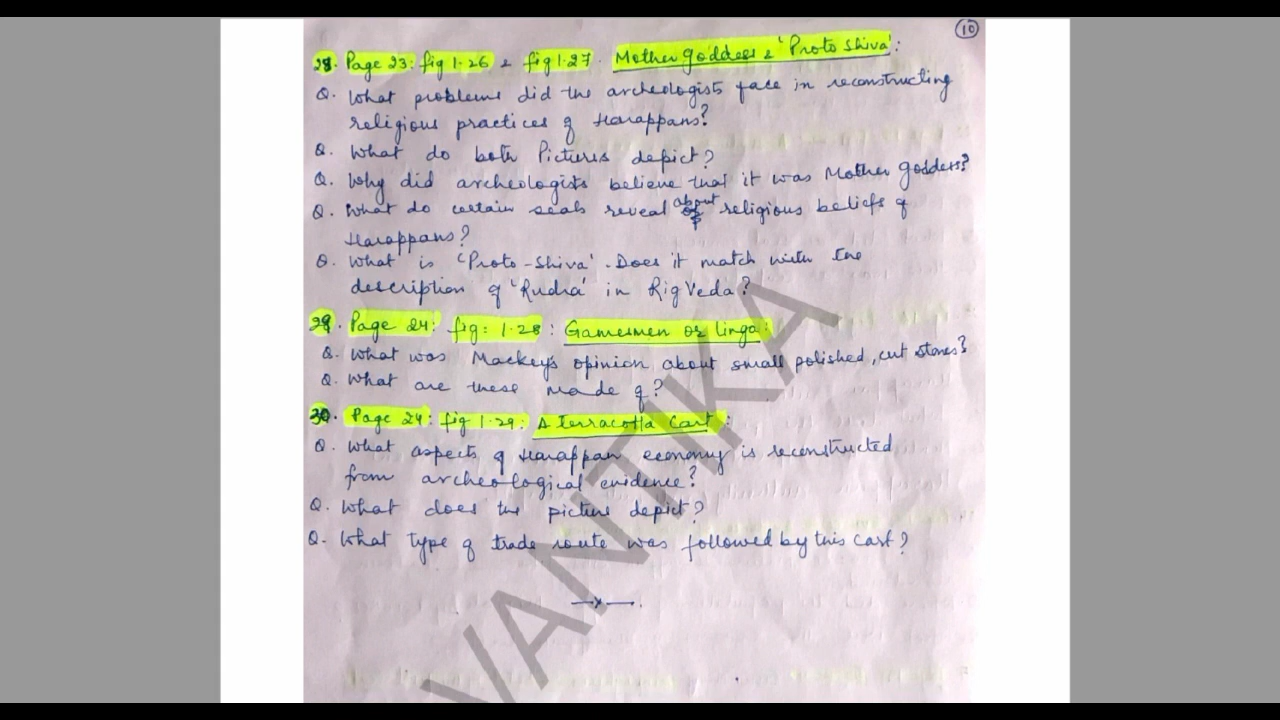 10
28. Page 23: fig 1.26 & fig 1.27. Mother Goddess & 'Proto Shiva':
Q. What problems did the archeologists face in reconstructing
religious practices of Harappans?
Q. What do both Pictures depict?
Q. Why did archeologists believe that it was Mother Goddess?
Q. What do certain seals reveal about religious beliefs of
Harappans?
Q. What is 'Proto-Shiva'. Does it match with the
description of 'Rudra' in Rig Veda?
29. Page 24: fig: 1.28: Gamesmen or linga:
Q. What was Mackey's opinion about small polished, cut stones?
Q. What are these made of?
30. Page 24: fig 1.29: A Terracotta Cart:
Q. What aspects of Harappan economy is reconstructed
from archeological evidence?
Q. What does the picture depict?
Q. What type of trade route was followed by this cart?
VANTIKA